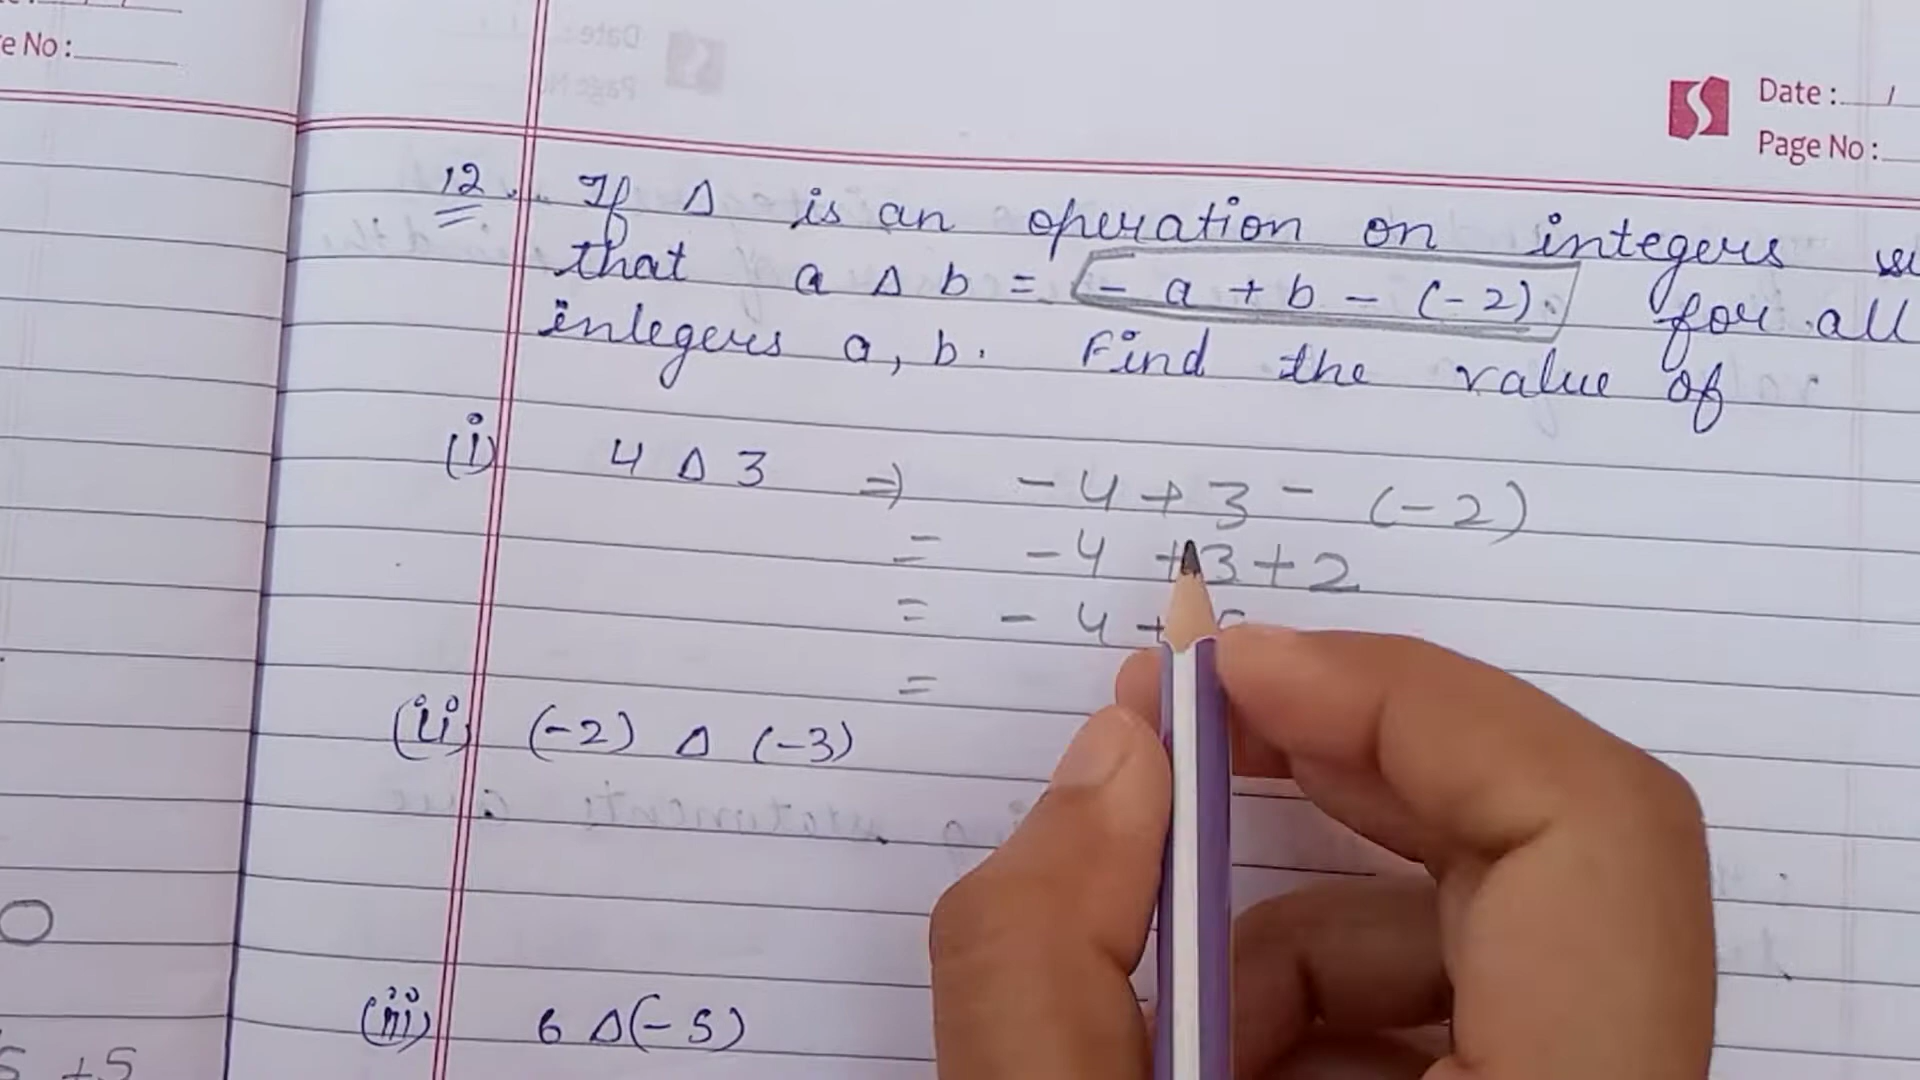 e No :
Date : /
Page No :
12. If Δ is an operation on integers
that a Δ b = - a + b - (-2). for all
integers a, b. Find the value of
(i) 4 Δ 3 ⇒ - 4 + 3 - (-2)
= - 4 + 3 + 2
= - 4 +
=
(ii) (-2) Δ (-3)
(iii) 6 Δ (- 5)
+5